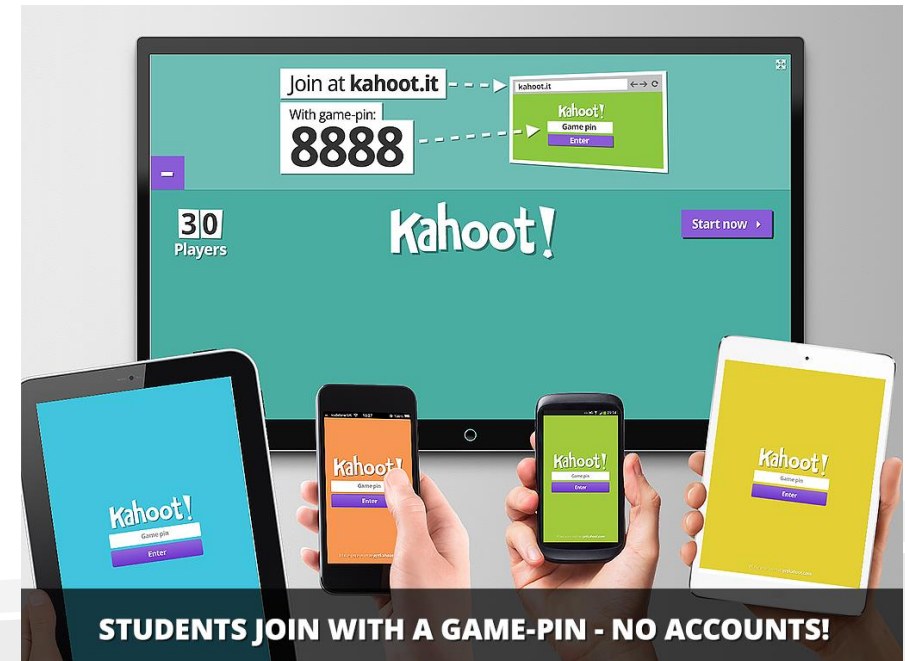 Join at kahoot.it
kahoot.it
With game-pin:
8888
Kahoot!
Game pin
Enter
30
Players
Kahoot!
Start now
Kahoot!
Game pin
Enter
Kahoot!
Game pin
Enter
Kahoot!
Game pin
Enter
Kahoot!
Game pin
Enter
STUDENTS JOIN WITH A GAME-PIN - NO ACCOUNTS!